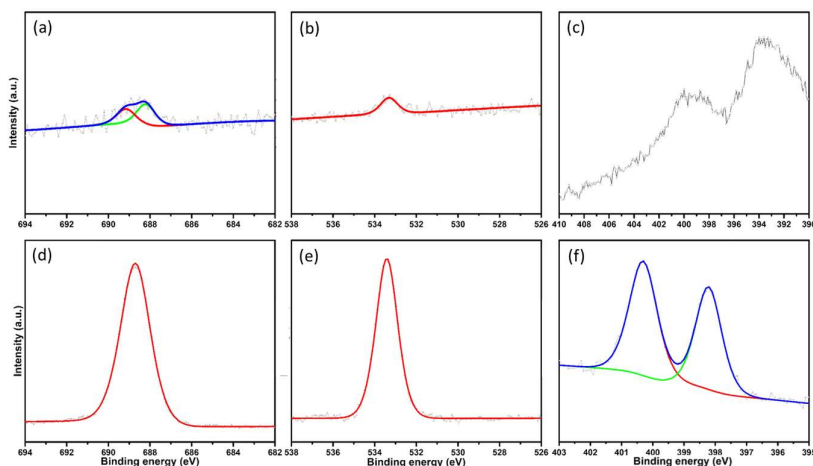 (a) (b) (c)
Intensity (a.u.)
694 692 690 688 686 684 682 538 536 534 532 530 528 526 410 408 406 404 402 400 398 396 394 392 390
(d) (e) (f)
Intensity (a.u.)
694 692 690 688 686 684 682 538 536 534 532 530 528 526 403 402 401 400 399 398 397 396 395
Binding energy (eV) Binding energy (eV) Binding energy (eV)